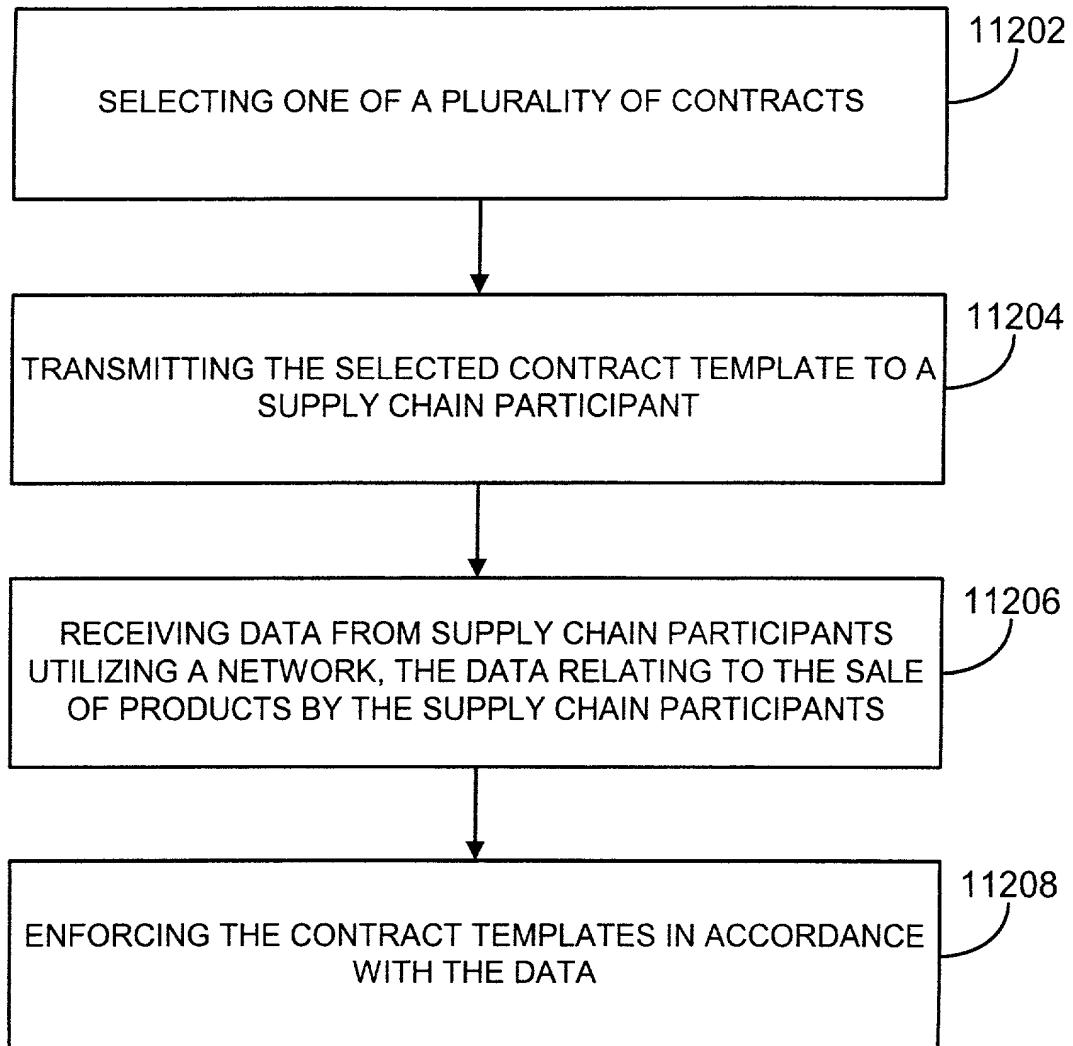 11202
SELECTING ONE OF A PLURALITY OF CONTRACTS
11204
TRANSMITTING THE SELECTED CONTRACT TEMPLATE TO A
SUPPLY CHAIN PARTICIPANT
11206
RECEIVING DATA FROM SUPPLY CHAIN PARTICIPANTS
UTILIZING A NETWORK, THE DATA RELATING TO THE SALE
OF PRODUCTS BY THE SUPPLY CHAIN PARTICIPANTS
11208
ENFORCING THE CONTRACT TEMPLATES IN ACCORDANCE
WITH THE DATA